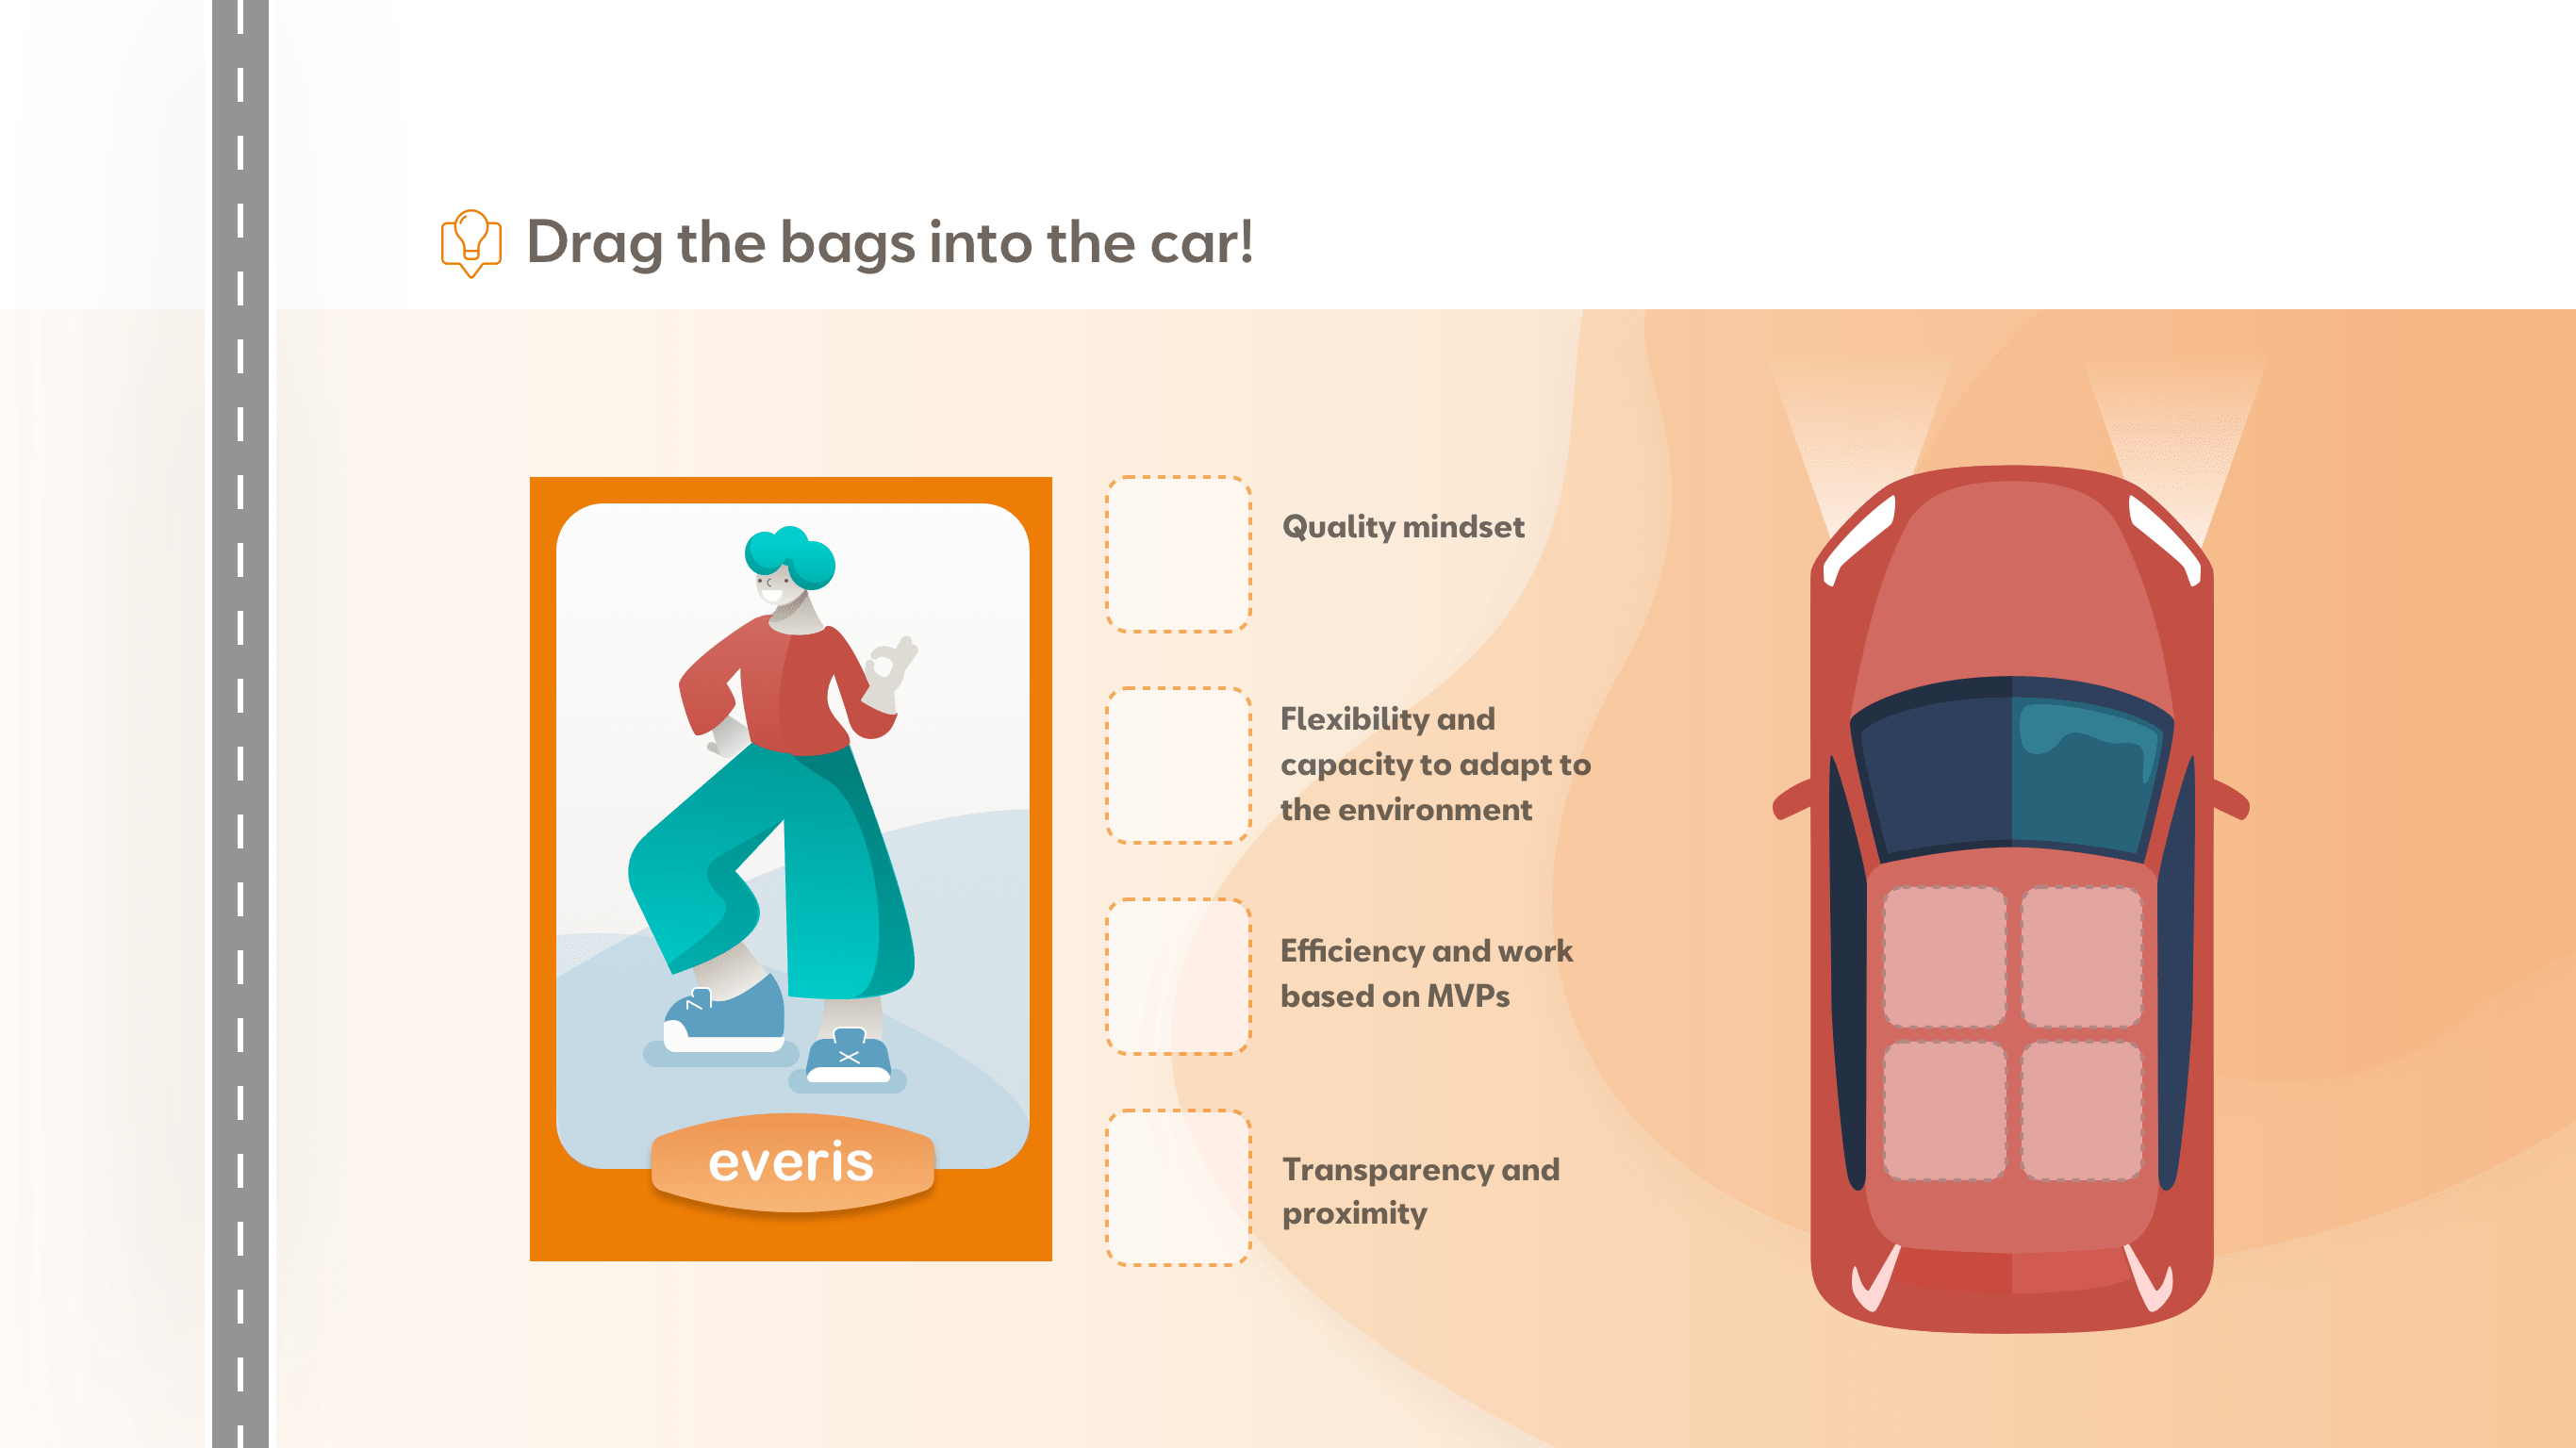 Drag the bags into the car!
Quality mindset
Flexibility and
capacity to adapt to
the environment
Efficiency and work
based on MVPs
Transparency and
proximity
everis